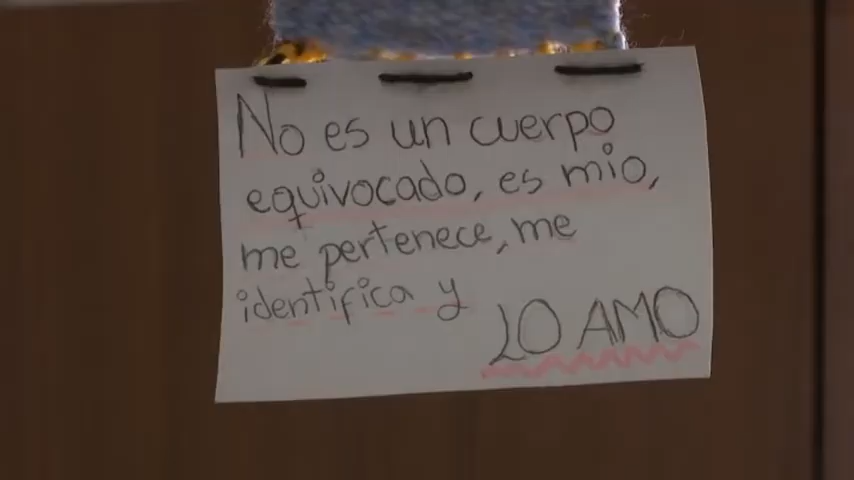 No es un cuerpo
equivocado, es mio,
me pertenece, me
identifica y
LO AMO